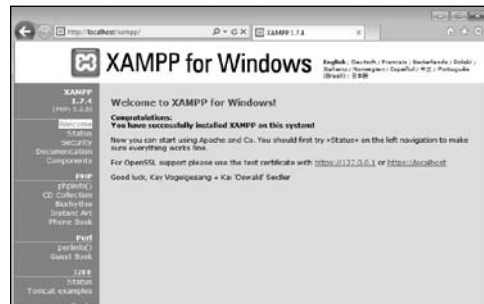 http://localhost/xampp/
XAMPP 1.7.4
XAMPP for Windows
English / Deutsch / Francais / Nederlands / Polski /
Italiano / Norwegian / Español / 中文 / Português
(Brasil) / 日本語
XAMPP
1.7.4
Welcome
Status
Security
Documentation
Components
PHP
phpinfo()
CD Collection
Biorhythm
Instant Art
Phone Book
Perl
perlinfo()
Guest Book
J2EE
Status
Tomcat examples
Welcome to XAMPP for Windows!
Congratulations:
You have successfully installed XAMPP on this system!
Now you can start using Apache and Co. You should first try »Status« on the left navigation to make
sure everything works fine.
For OpenSSL support please use the test certificate with https://127.0.0.1 or https://localhost
Good luck, Kay Vogelgesang + Kai 'Oswald' Seidler